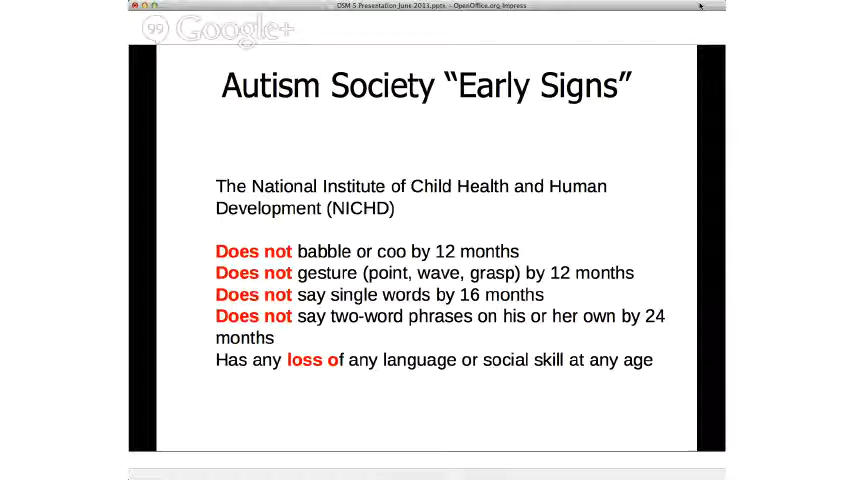 DSM 5 Presentation June 2013.pptx - OpenOffice.org Impress
99 Google+
Autism Society “Early Signs”
The National Institute of Child Health and Human
Development (NICHD)
Does not babble or coo by 12 months
Does not gesture (point, wave, grasp) by 12 months
Does not say single words by 16 months
Does not say two-word phrases on his or her own by 24
months
Has any loss of any language or social skill at any age